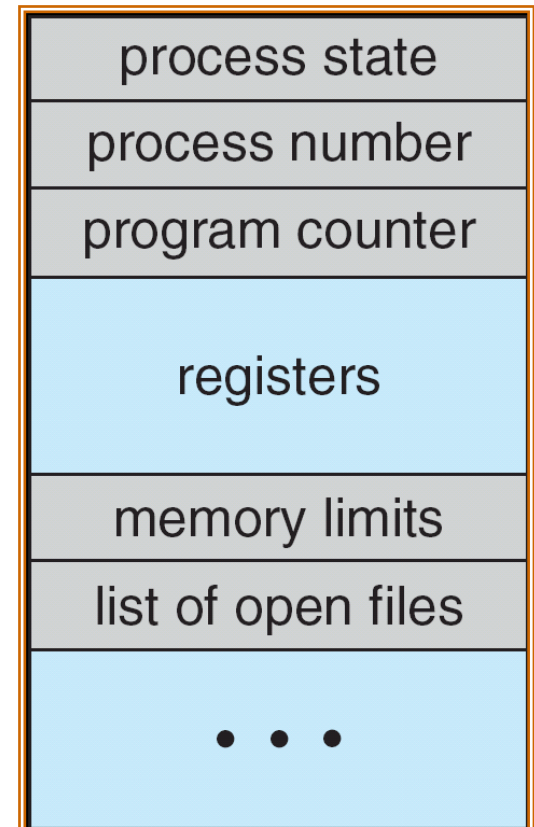 process state
process number
program counter
registers
memory limits
list of open files
• • •